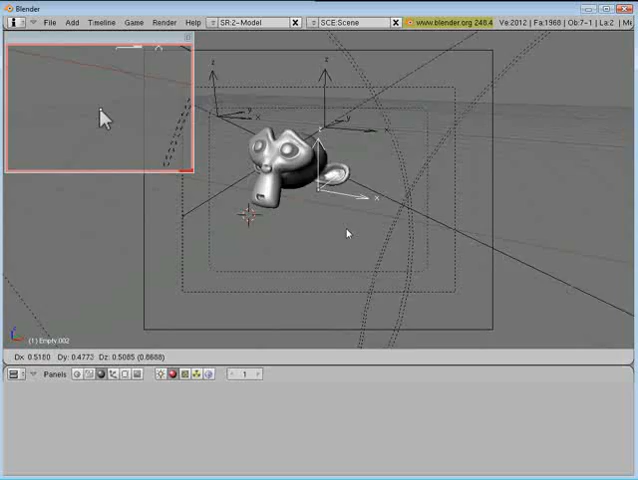 Blender
File Add Timeline Game Render Help SR:2-Model SCE:Scene www.blender.org 248.4 Ve:2012 | Fa:1968 | Ob:7-1 | La:2
z
z
y
x
y
x
z
x
(1) Empty.002
Dx: 0.5180 Dy: 0.4773 Dz: 0.5085 (0.8688)
Panels 1